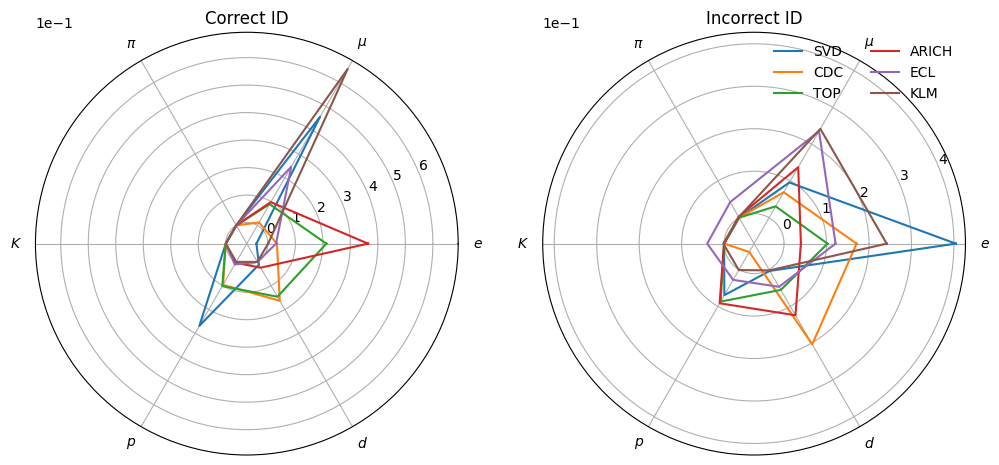 Correct ID
1e−1
e
μ
π
K
p
d
0
1
2
3
4
5
6
Incorrect ID
1e−1
e
μ
π
K
p
d
0
1
2
3
4
SVD
CDC
TOP
ARICH
ECL
KLM